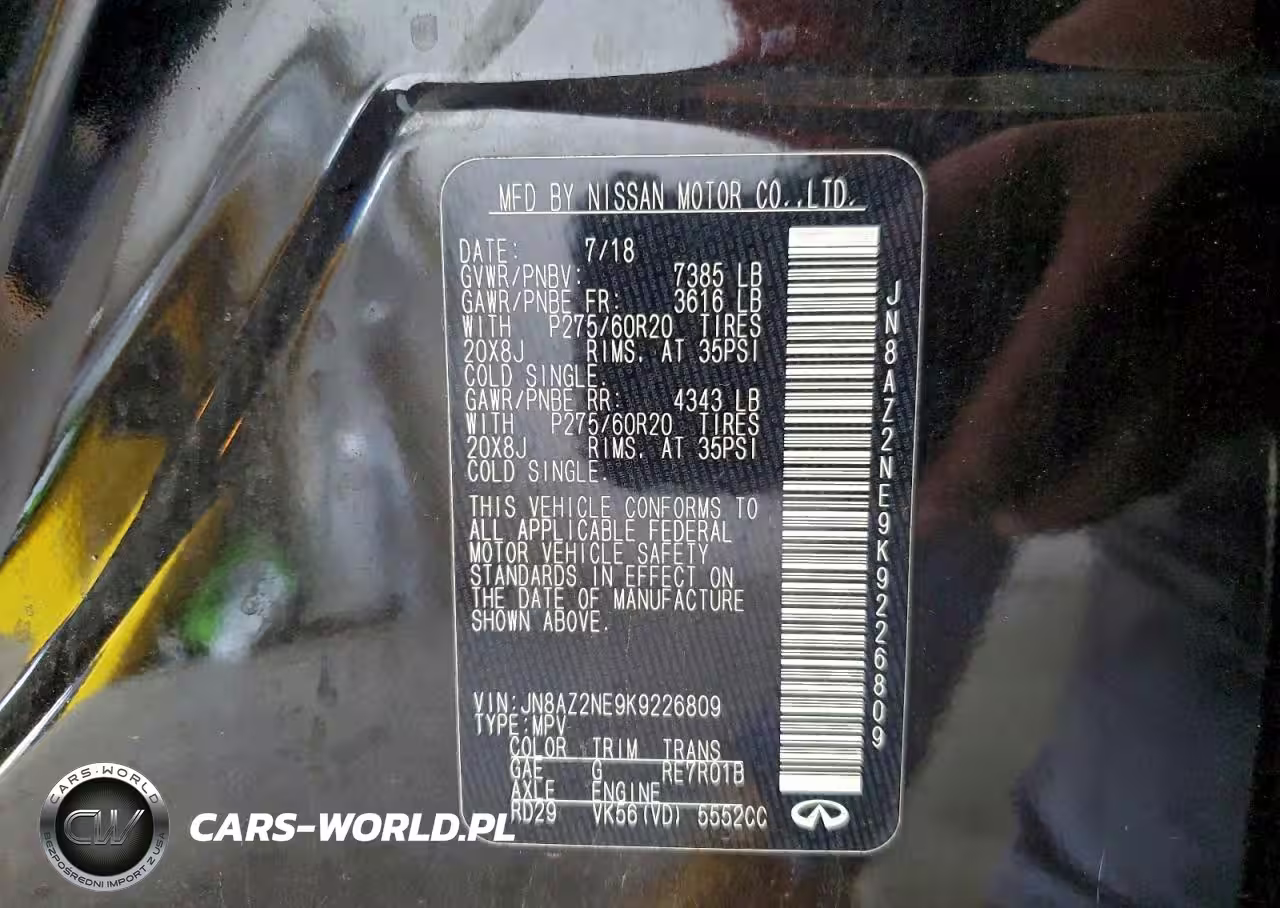 MFD BY NISSAN MOTOR CO.,LTD.
DATE: 7/18
GVWR/PNBV: 7385 LB
GAWR/PNBE FR: 3616 LB
WITH P275/60R20 TIRES
20X8J RIMS. AT 35PSI
COLD SINGLE.
GAWR/PNBE RR: 4343 LB
WITH P275/60R20 TIRES
20X8J RIMS. AT 35PSI
COLD SINGLE.
THIS VEHICLE CONFORMS TO
ALL APPLICABLE FEDERAL
MOTOR VEHICLE SAFETY
STANDARDS IN EFFECT ON
THE DATE OF MANUFACTURE
SHOWN ABOVE.
VIN:JN8AZ2NE9K9226809
TYPE:MPV
COLOR TRIM TRANS
GAE G RE7R01B
AXLE ENGINE
RD29 VK56(VD) 5552CC
JN8AZ2NE9K9226809
CARS-WORLD
CW
BEZPOŚREDNI IMPORT Z USA
CARS-WORLD.PL